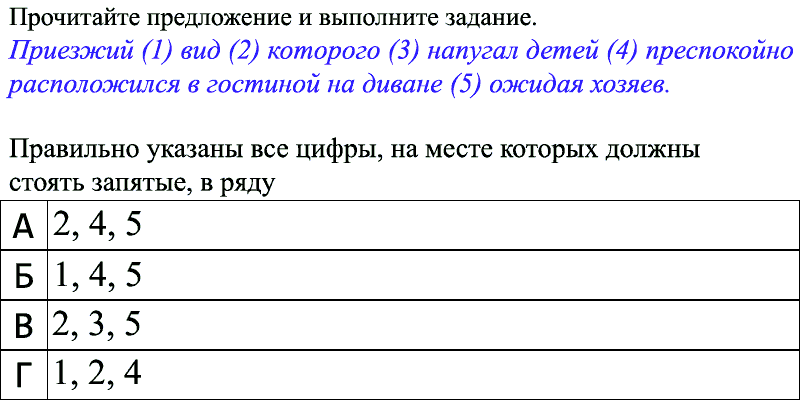 Прочитайте предложение и выполните задание.
Приезжий (1) вид (2) которого (3) напугал детей (4) преспокойно
расположился в гостиной на диване (5) ожидая хозяев.
Правильно указаны все цифры, на месте которых должны
стоять запятые, в ряду
А 2, 4, 5
Б 1, 4, 5
В 2, 3, 5
Г 1, 2, 4